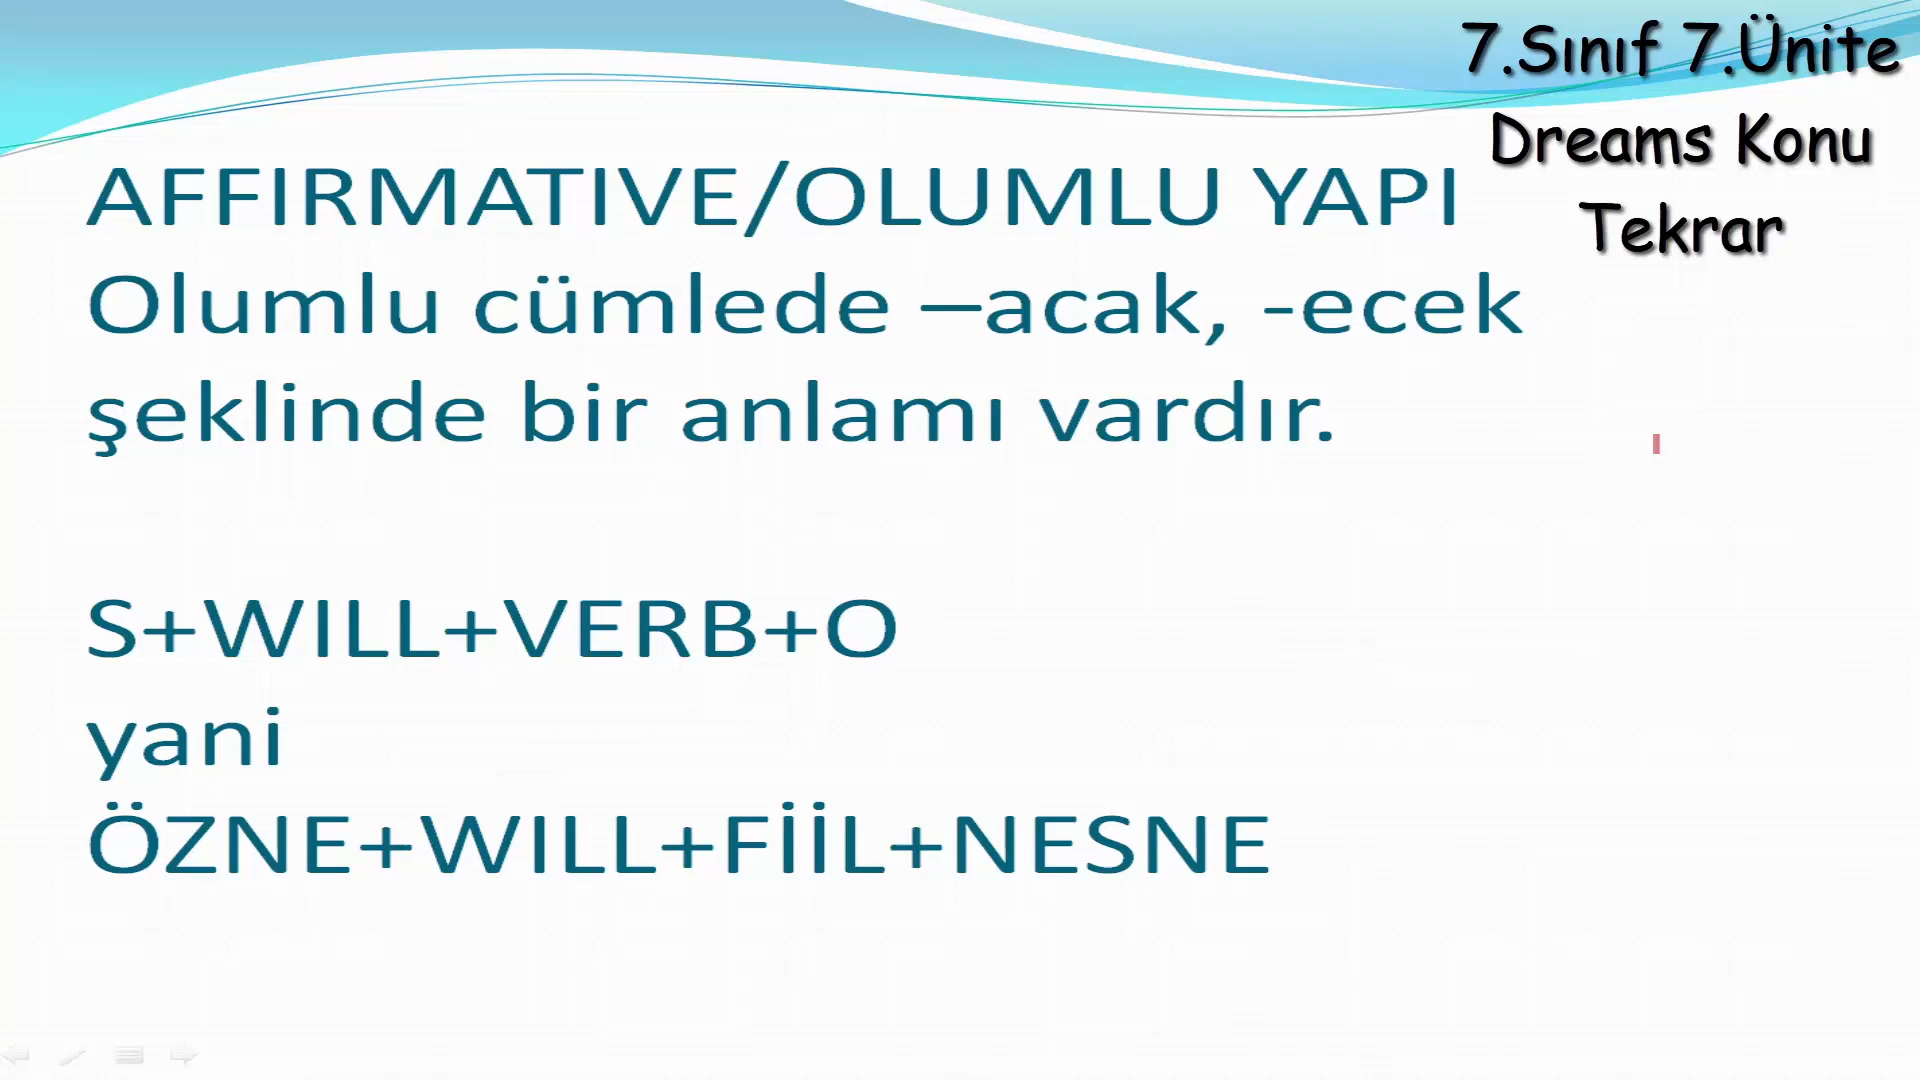 7.Sınıf 7.Ünite
Dreams Konu
Tekrar
AFFIRMATIVE/OLUMLU YAPI
Olumlu cümlede –acak, -ecek
şeklinde bir anlamı vardır.
S+WILL+VERB+O
yani
ÖZNE+WILL+FİİL+NESNE